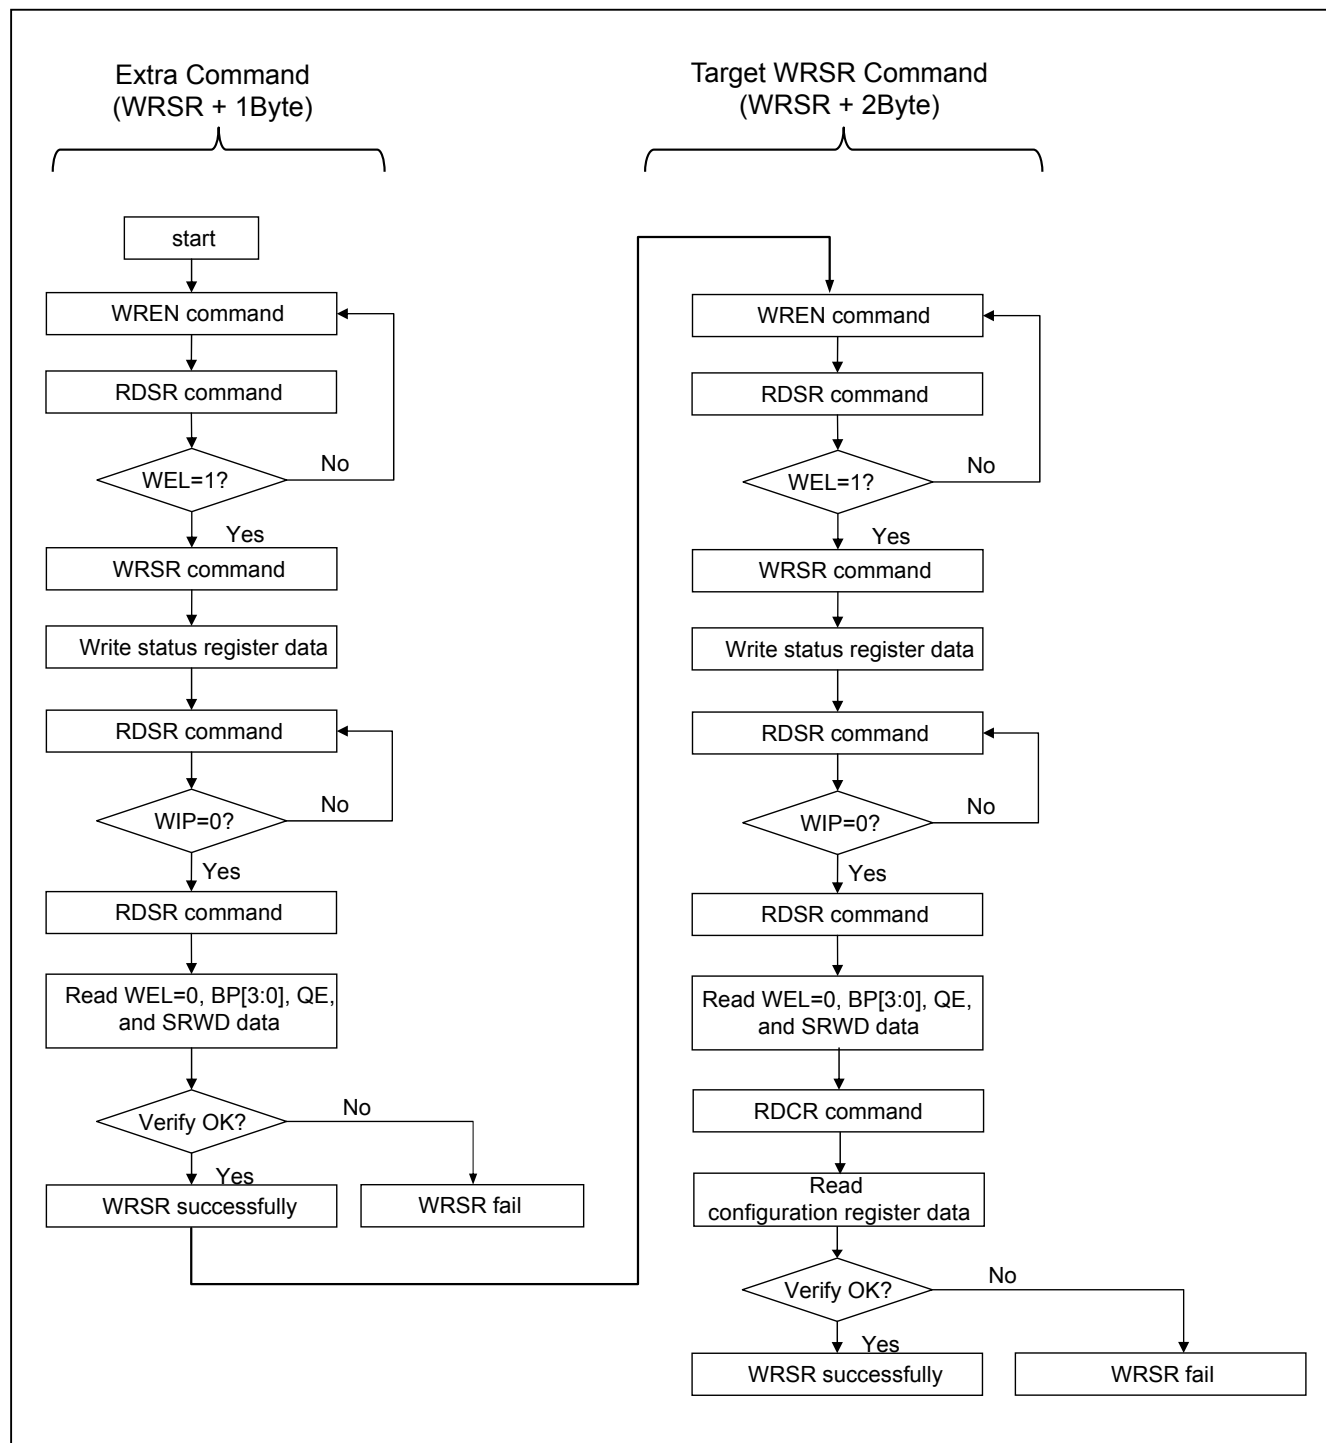 Extra Command
(WRSR + 1Byte)
start
WREN command
RDSR command
WEL=1?
No
Yes
WRSR command
Write status register data
RDSR command
WIP=0?
No
Yes
RDSR command
Read WEL=0, BP[3:0], QE,
and SRWD data
Verify OK?
No
Yes
WRSR successfully
WRSR fail
Target WRSR Command
(WRSR + 2Byte)
WREN command
RDSR command
WEL=1?
No
Yes
WRSR command
Write status register data
RDSR command
WIP=0?
No
Yes
RDSR command
Read WEL=0, BP[3:0], QE,
and SRWD data
RDCR command
Read
configuration register data
Verify OK?
No
Yes
WRSR successfully
WRSR fail